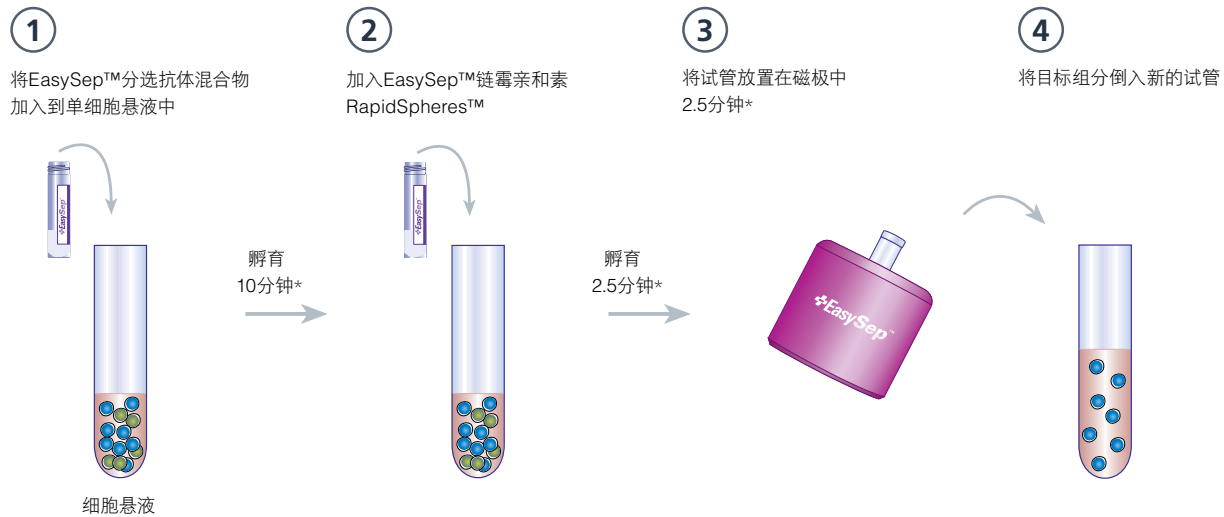 1
将EasySep™分选抗体混合物
加入到单细胞悬液中
EasySep
细胞悬液
孵育
10分钟*
2
加入EasySep™链霉亲和素
RapidSpheres™
EasySep
孵育
2.5分钟*
3
将试管放置在磁极中
2.5分钟*
EasySep™
4
将目标组分倒入新的试管